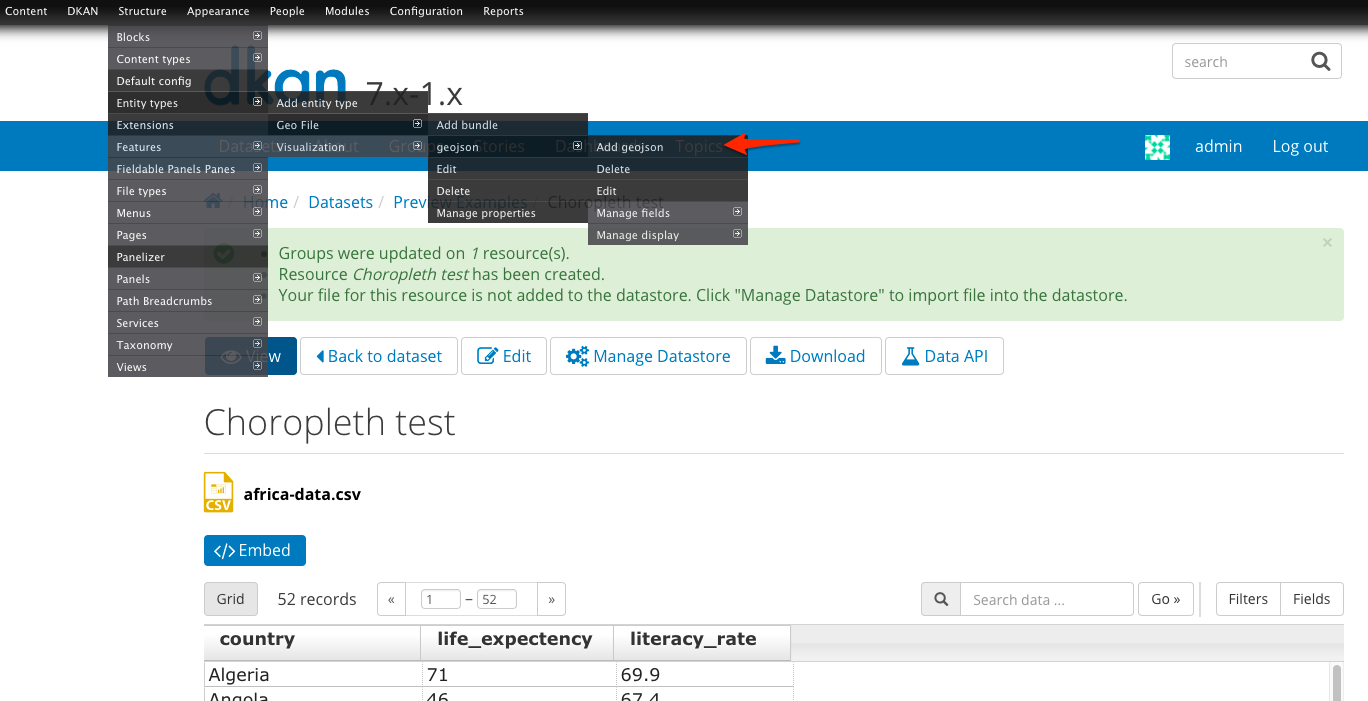 Content DKAN Structure Appearance People Modules Configuration Reports
Blocks
Content types
Default config
Entity types
Extensions
Features
Fieldable Panels Panes
File types
Menus
Pages
Panelizer
Panels
Path Breadcrumbs
Services
Taxonomy
Views
Add entity type
Geo File
Visualization
Add bundle
geojson
Edit
Delete
Manage properties
Add geojson
Delete
Edit
Manage fields
Manage display
dkan 7.x-1.x
search
Topics
admin Log out
Home / Datasets / Preview Examples / Choropleth test
Groups were updated on 1 resource(s).
Resource Choropleth test has been created.
Your file for this resource is not added to the datastore. Click "Manage Datastore" to import file into the datastore.
×
View Back to dataset Edit Manage Datastore Download Data API
Choropleth test
CSV africa-data.csv
</> Embed
Grid 52 records « 1 – 52 » Search data ... Go » Filters Fields
country life_expectency literacy_rate
Algeria 71 69.9
Angola 46 67.4